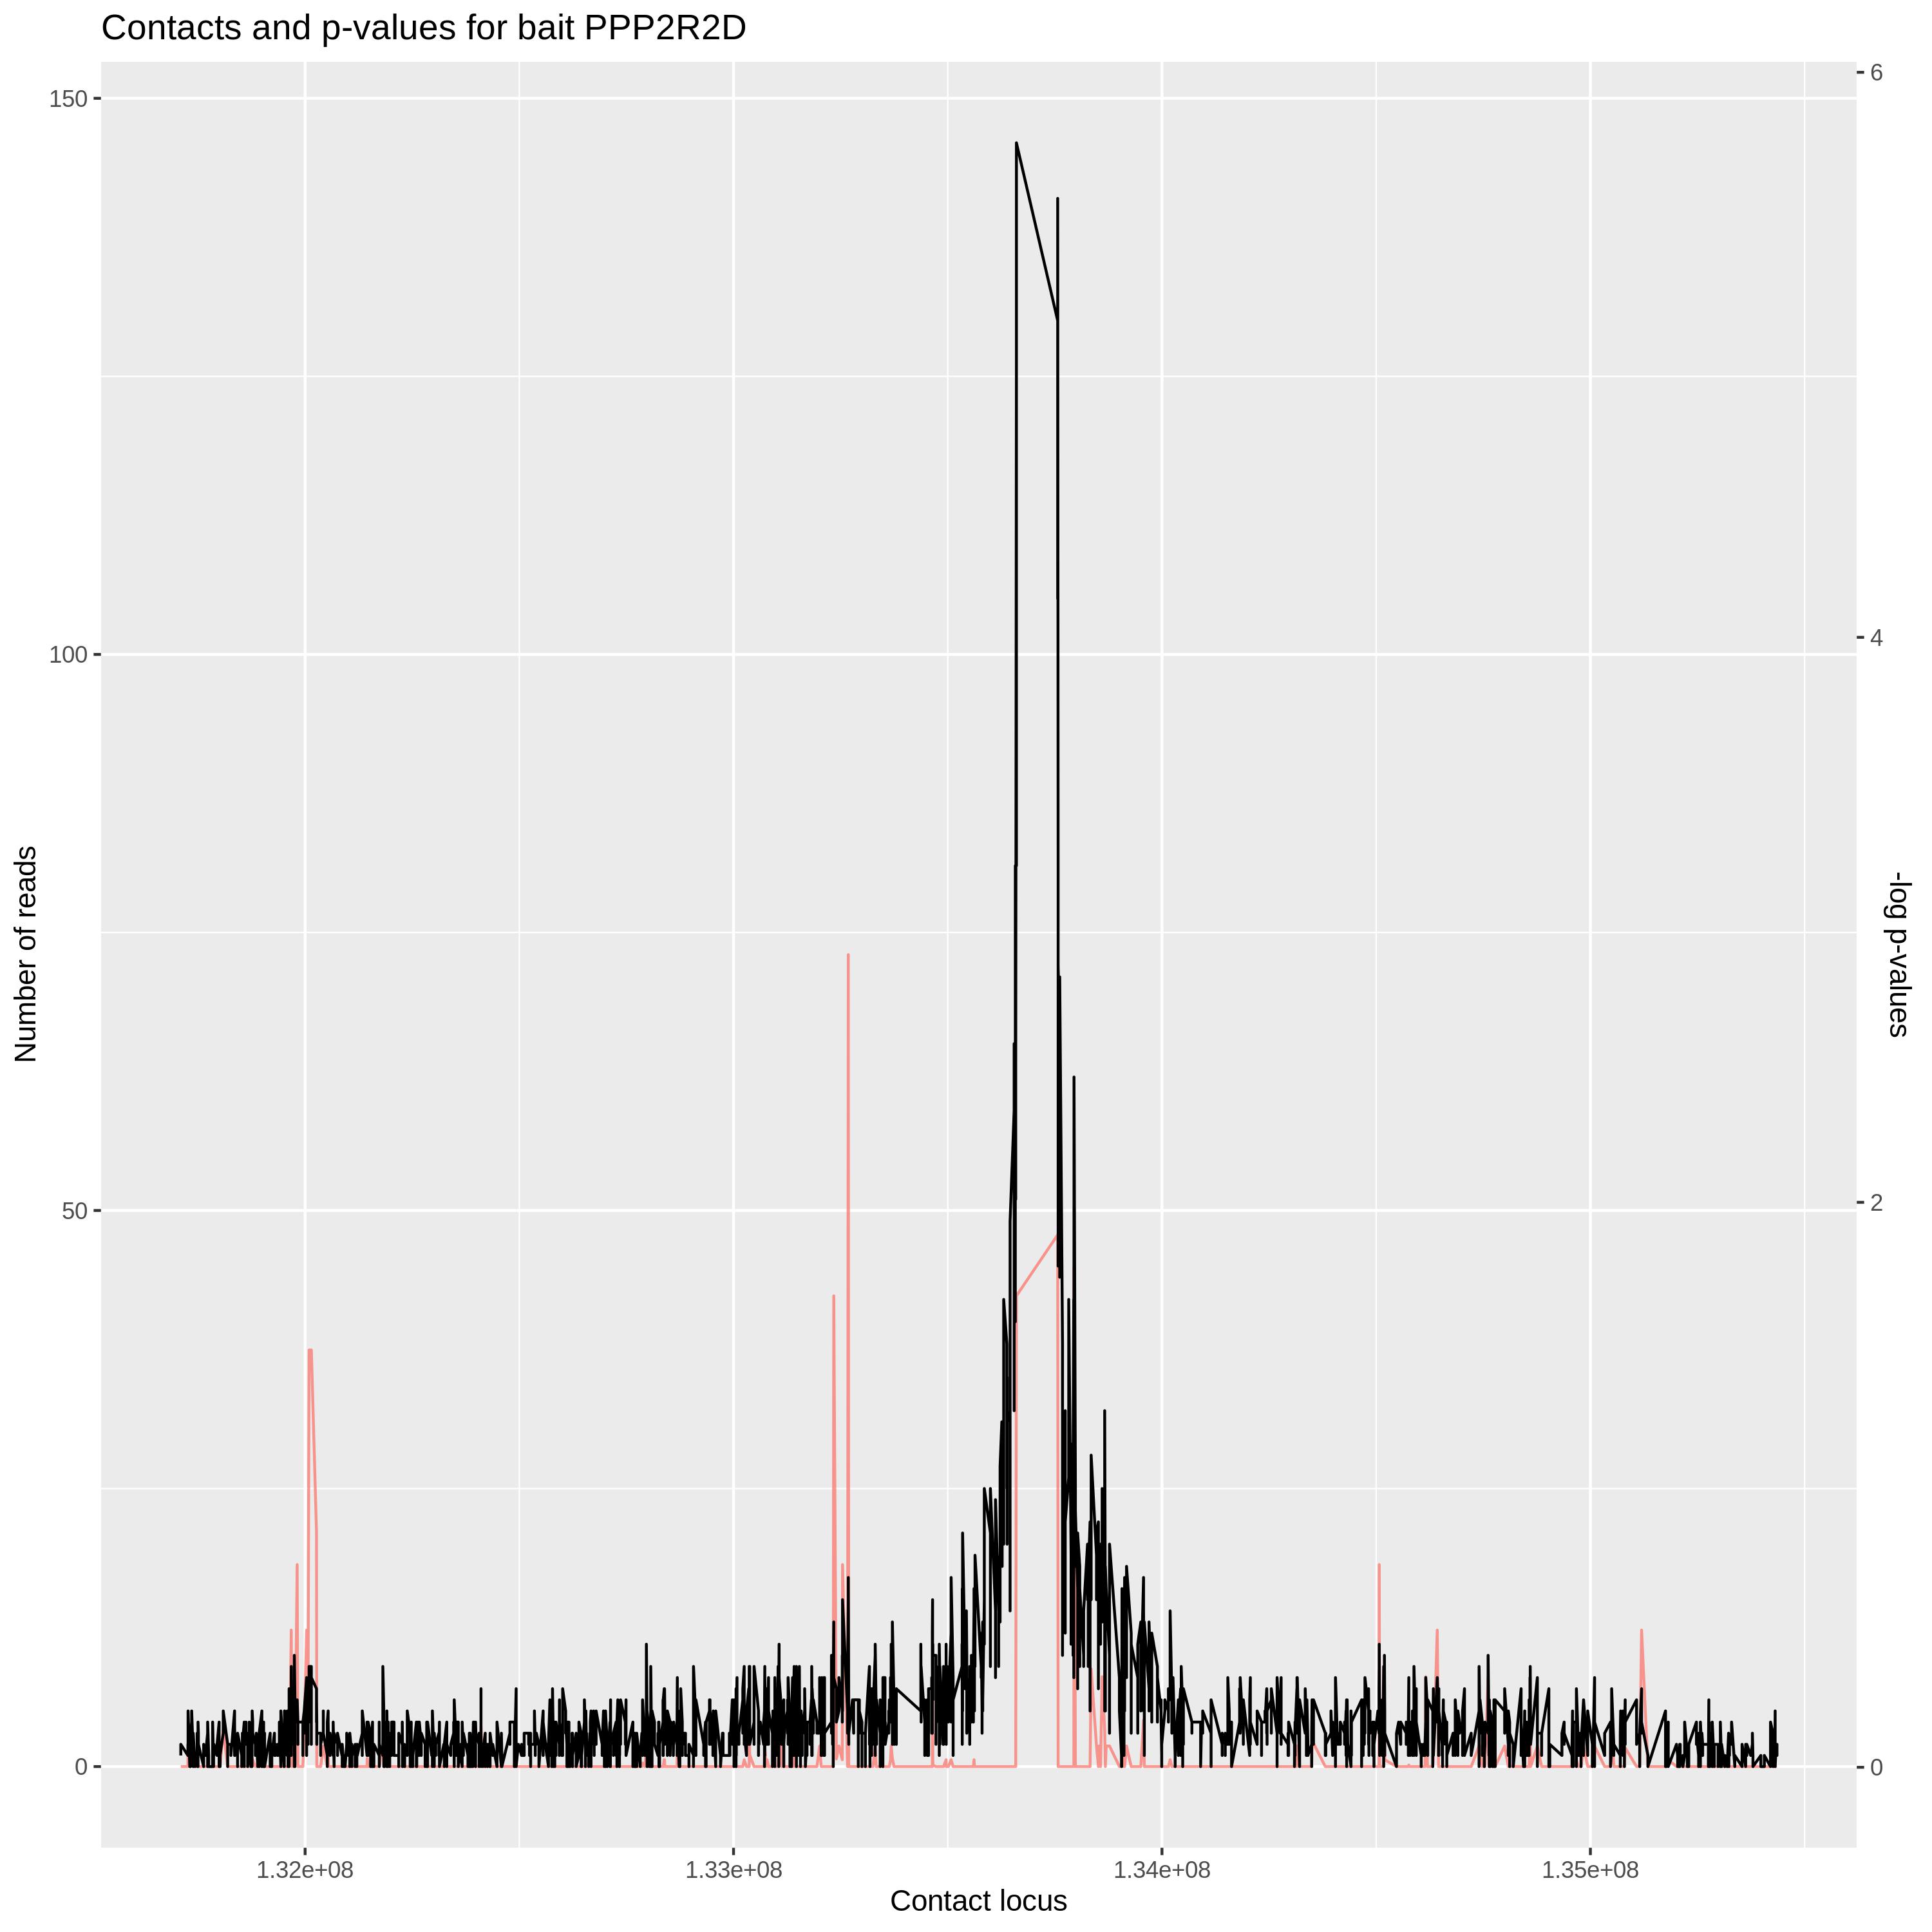 Contacts and p-values for bait PPP2R2D
150
100
50
0
Number of reads
6
4
2
0
-log p-values
1.32e+08
1.33e+08
1.34e+08
1.35e+08
Contact locus